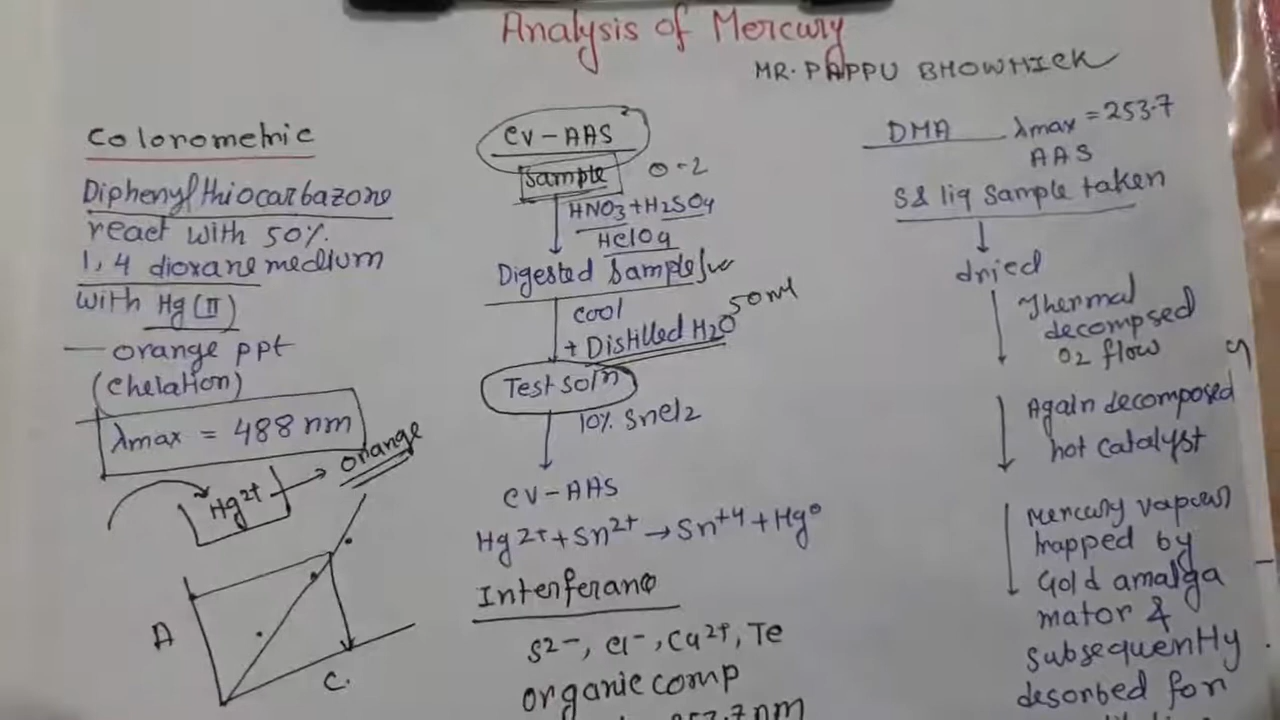 Analysis of Mercury
MR. PAPPU BHOWMICK
Colorometric
Diphenylthiocarbazone
react with 50%.
1,4 dioxane medium
with Hg(II)
— orange ppt
(chelation)
λmax = 488 nm
Hg2+ → orange
A
C.
CV-AAS
Sample 0-2
HNO3+H2SO4
HClO4
Digested Sample
cool
+ Distilled H2O 50ml
Test soln
10% SnCl2
CV-AAS
Hg2+ + Sn2+ → Sn+4 + Hg0
Interferanc
S2-, Cl-, Cu2+, Te
organic comp
DMA λmax = 253.7
AAS
S & liq Sample taken
dried
Thermal
decompsed
O2 flow
Again decomposed
hot catalyst
Mercury vapours
trapped by
Gold amalga
mator &
subsequently
desorbed for